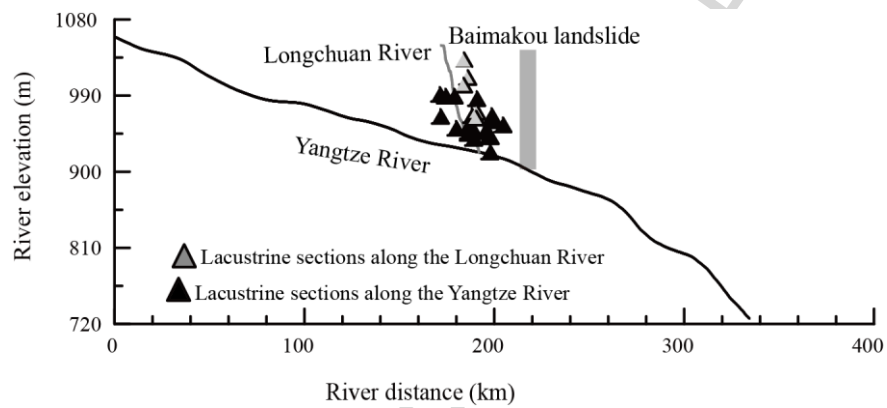 1080
Longchuan River
Baimakou landslide
990
River elevation (m)
900
Yangtze River
810
Lacustrine sections along the Longchuan River
Lacustrine sections along the Yangtze River
720
0
100
200
300
400
River distance (km)